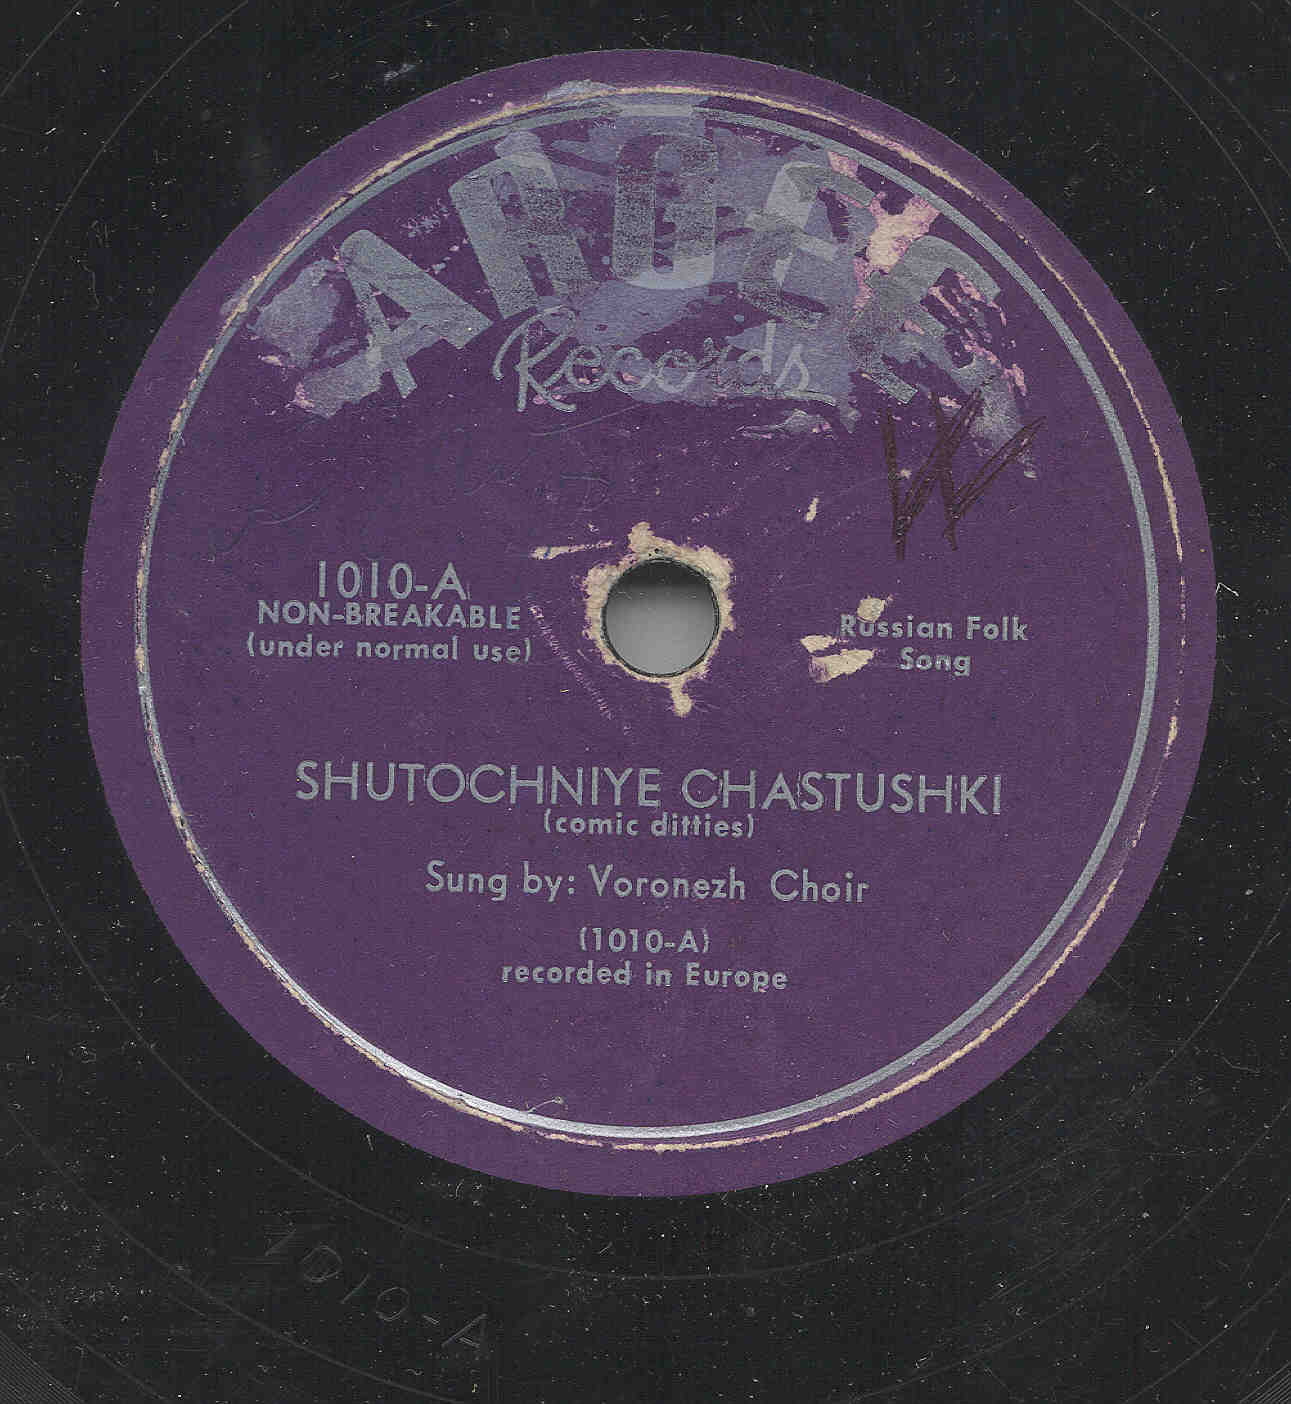 ARGEE
Records
W
1010-A
NON-BREAKABLE
(under normal use)
Russian Folk
Song
SHUTOCHNIYE CHASTUSHKI
(comic ditties)
Sung by: Voronezh Choir
(1010-A)
recorded in Europe
1010-A